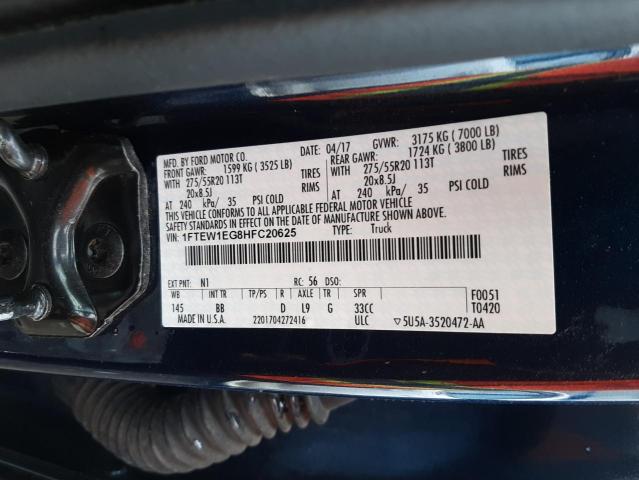 MFD. BY FORD MOTOR CO.
DATE: 04/17 GVWR: 3175 KG ( 7000 LB)
FRONT GAWR: 1599 KG ( 3525 LB) REAR GAWR: 1724 KG ( 3800 LB)
WITH 275/55R20 113T TIRES WITH 275/55R20 113T TIRES
20x8.5J RIMS 20x8.5J RIMS
AT 240 kPa/ 35 PSI COLD AT 240 kPa/ 35 PSI COLD
THIS VEHICLE CONFORMS TO ALL APPLICABLE FEDERAL MOTOR VEHICLE
SAFETY STANDARDS IN EFFECT ON THE DATE OF MANUFACTURE SHOWN ABOVE.
VIN: 1FTEW1EG8HFC20625 TYPE: Truck
EXT PNT: N1 RC: 56 DSO: F0051
WB INT TR TP/PS R AXLE TR SPR T0420
145 BB D L9 G 33CC
MADE IN U.S.A. 2201704272416 ULC ▽5U5A-3520472-AA